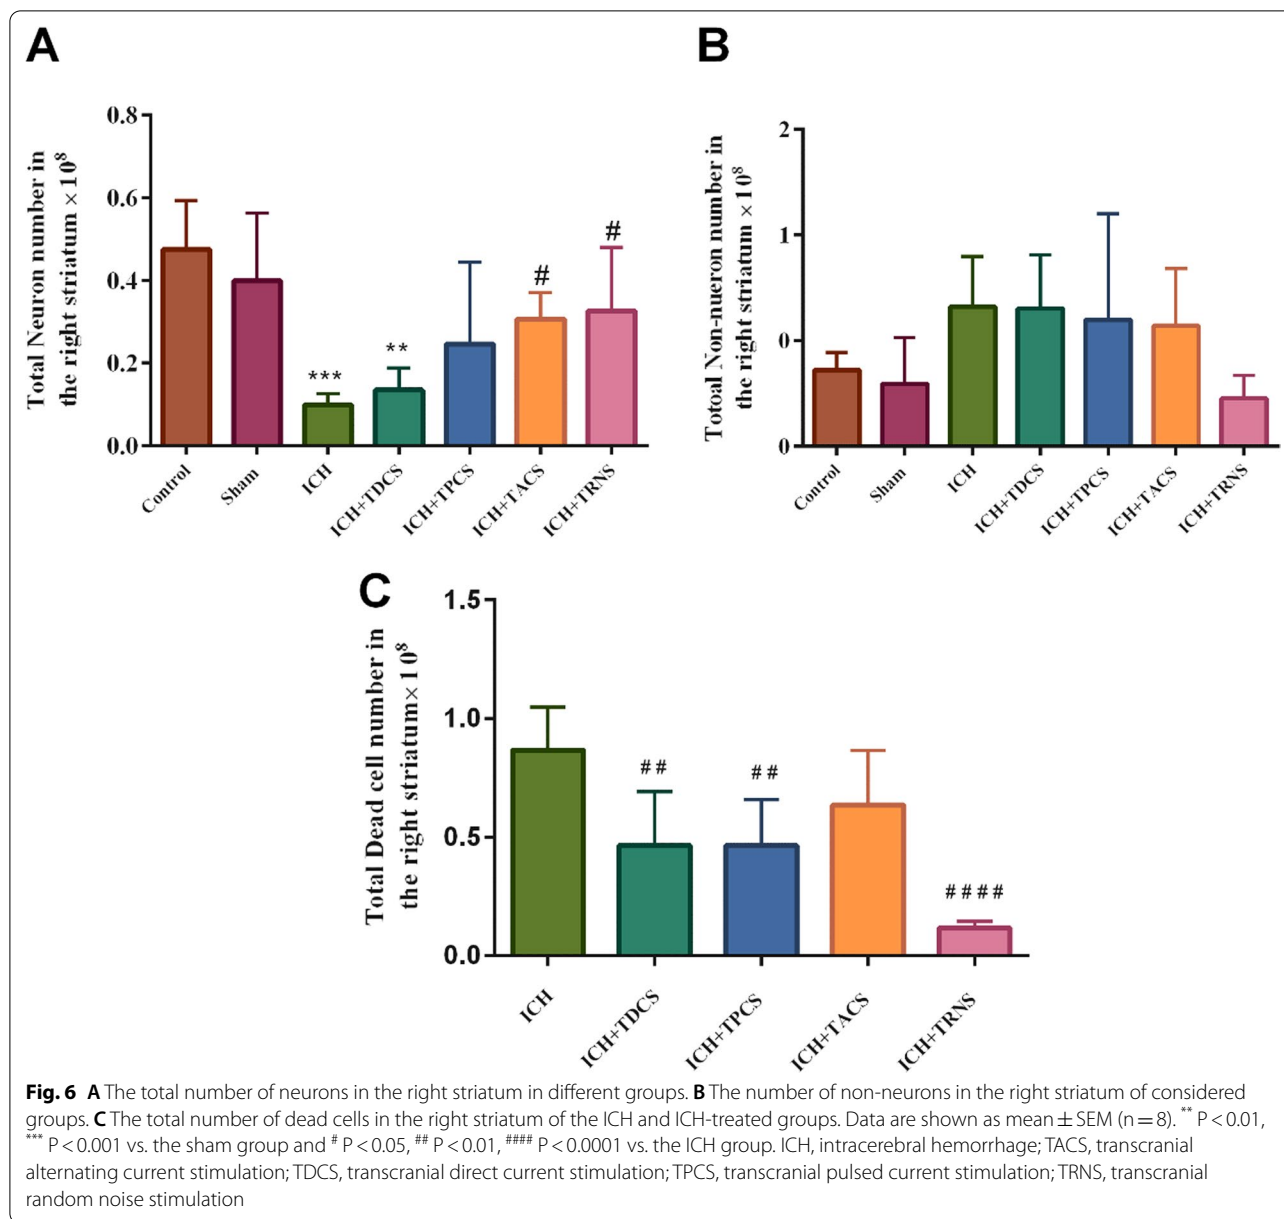 A
Total Neuron number in
the right striatum ×10⁸
0.8
0.6
0.4
0.2
0.0
***
**
#
#
Control
Sham
ICH
ICH+TDCS
ICH+TPCS
ICH+TACS
ICH+TRNS
B
Totoal Non-nueron number in
the right striatum ×10⁸
2
1
0
0
Control
Sham
ICH
ICH+TDCS
ICH+TPCS
ICH+TACS
ICH+TRNS
C
Total Dead cell number in
the right striatum×10⁸
1.5
1.0
0.5
0.0
##
##
####
ICH
ICH+TDCS
ICH+TPCS
ICH+TACS
ICH+TRNS
Fig. 6 A The total number of neurons in the right striatum in different groups. B The number of non-neurons in the right striatum of considered
groups. C The total number of dead cells in the right striatum of the ICH and ICH-treated groups. Data are shown as mean ± SEM (n = 8). ** P < 0.01,
*** P < 0.001 vs. the sham group and # P < 0.05, ## P < 0.01, #### P < 0.0001 vs. the ICH group. ICH, intracerebral hemorrhage; TACS, transcranial
alternating current stimulation; TDCS, transcranial direct current stimulation; TPCS, transcranial pulsed current stimulation; TRNS, transcranial
random noise stimulation